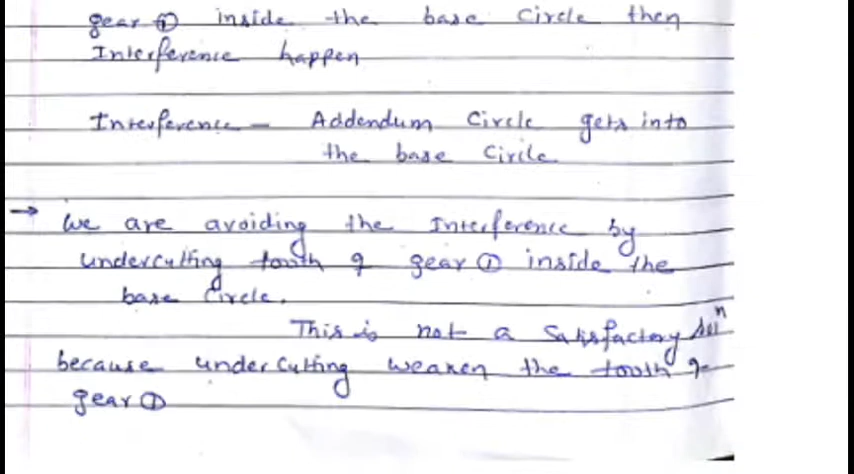 gear ① inside the base Circle then
Interference happen
Interference - Addendum Circle gets into
the base Circle.
→ We are avoiding the Interference by
undercutting tooth of gear ① inside the
base Circle.
This is not a Satisfactory solⁿ
because undercutting weaken the tooth of
gear ①